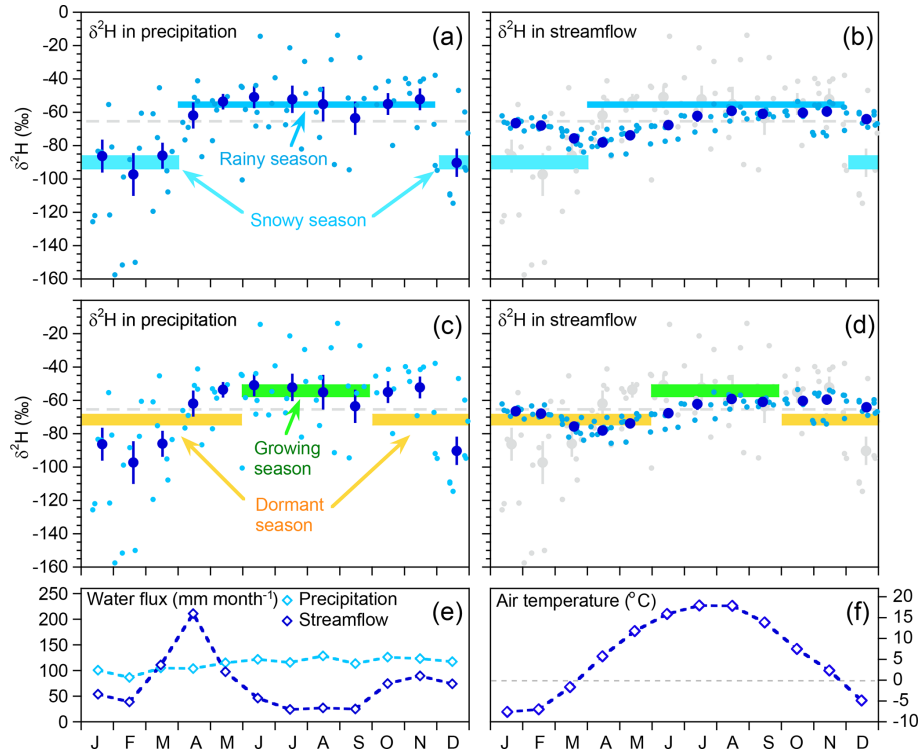 δ²H in precipitation
(a)
0
-40
-60
-80
-100
-120
-140
-160
δ²H (‰)
Rainy season
Snowy season
J F M A M J J A S O N D
δ²H in streamflow
(b)
J F M A M J J A S O N D
δ²H in precipitation
(c)
-20
-40
-60
-80
-100
-120
-140
-160
δ²H (‰)
Growing
season
Dormant
season
J F M A M J J A S O N D
δ²H in streamflow
(d)
J F M A M J J A S O N D
Water flux (mm month⁻¹)
Precipitation
Streamflow
(e)
250
200
150
100
50
0
J F M A M J J A S O N D
Air temperature (°C)
(f)
20
15
10
5
0
-5
-10
J F M A M J J A S O N D